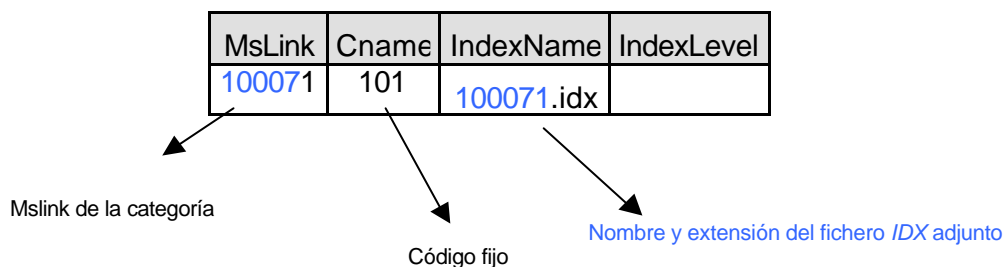 MsLink Cname IndexName IndexLevel
100071 101 100071.idx
Mslink de la categoría
Código fijo
Nombre y extensión del fichero IDX adjunto